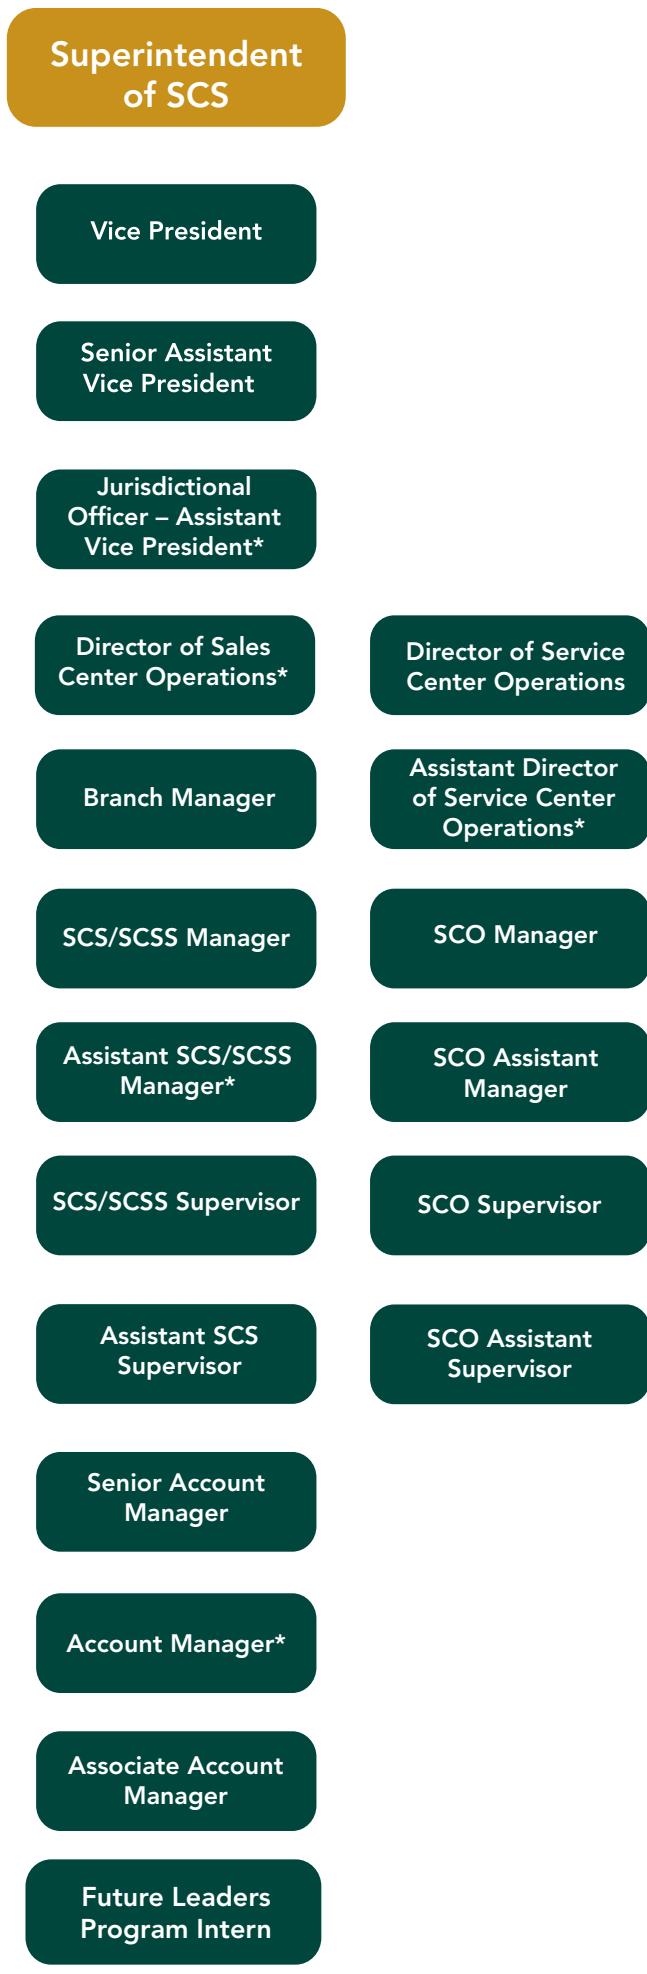 Superintendent
of SCS
Vice President
Senior Assistant
Vice President
Jurisdictional
Officer – Assistant
Vice President*
Director of Sales
Center Operations*
Director of Service
Center Operations
Branch Manager
Assistant Director
of Service Center
Operations*
SCS/SCSS Manager
SCO Manager
Assistant SCS/SCSS
Manager*
SCO Assistant
Manager
SCS/SCSS Supervisor
SCO Supervisor
Assistant SCS
Supervisor
SCO Assistant
Supervisor
Senior Account
Manager
Account Manager*
Associate Account
Manager
Future Leaders
Program Intern